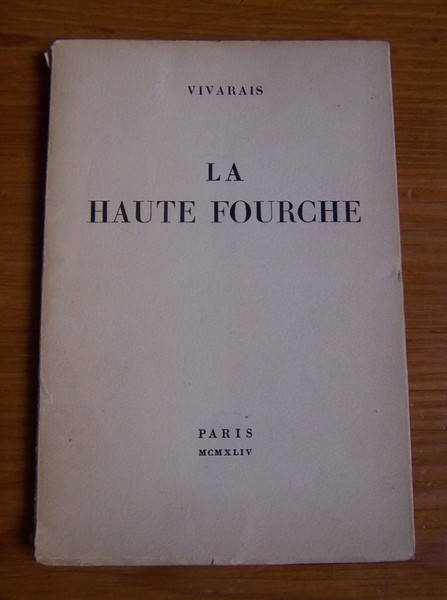 VIVARAIS
LA
HAUTE FOURCHE
PARIS
MCMXLIV